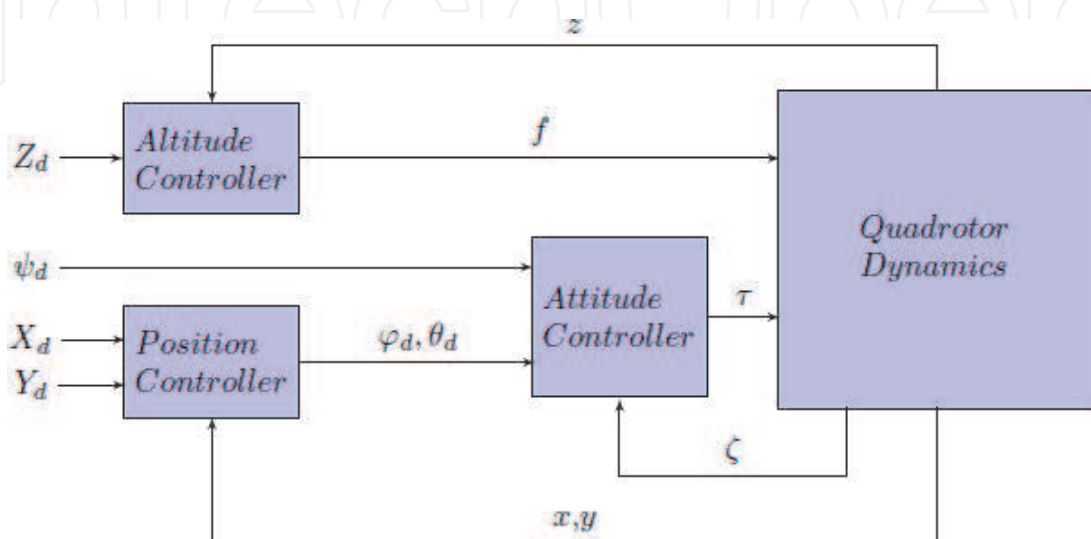 z
Altitude
Controller
Z_d
f
Quadrotor
Dynamics
ψ_d
Attitude
Controller
τ
X_d
Y_d
Position
Controller
φ_d, θ_d
ζ
x,y